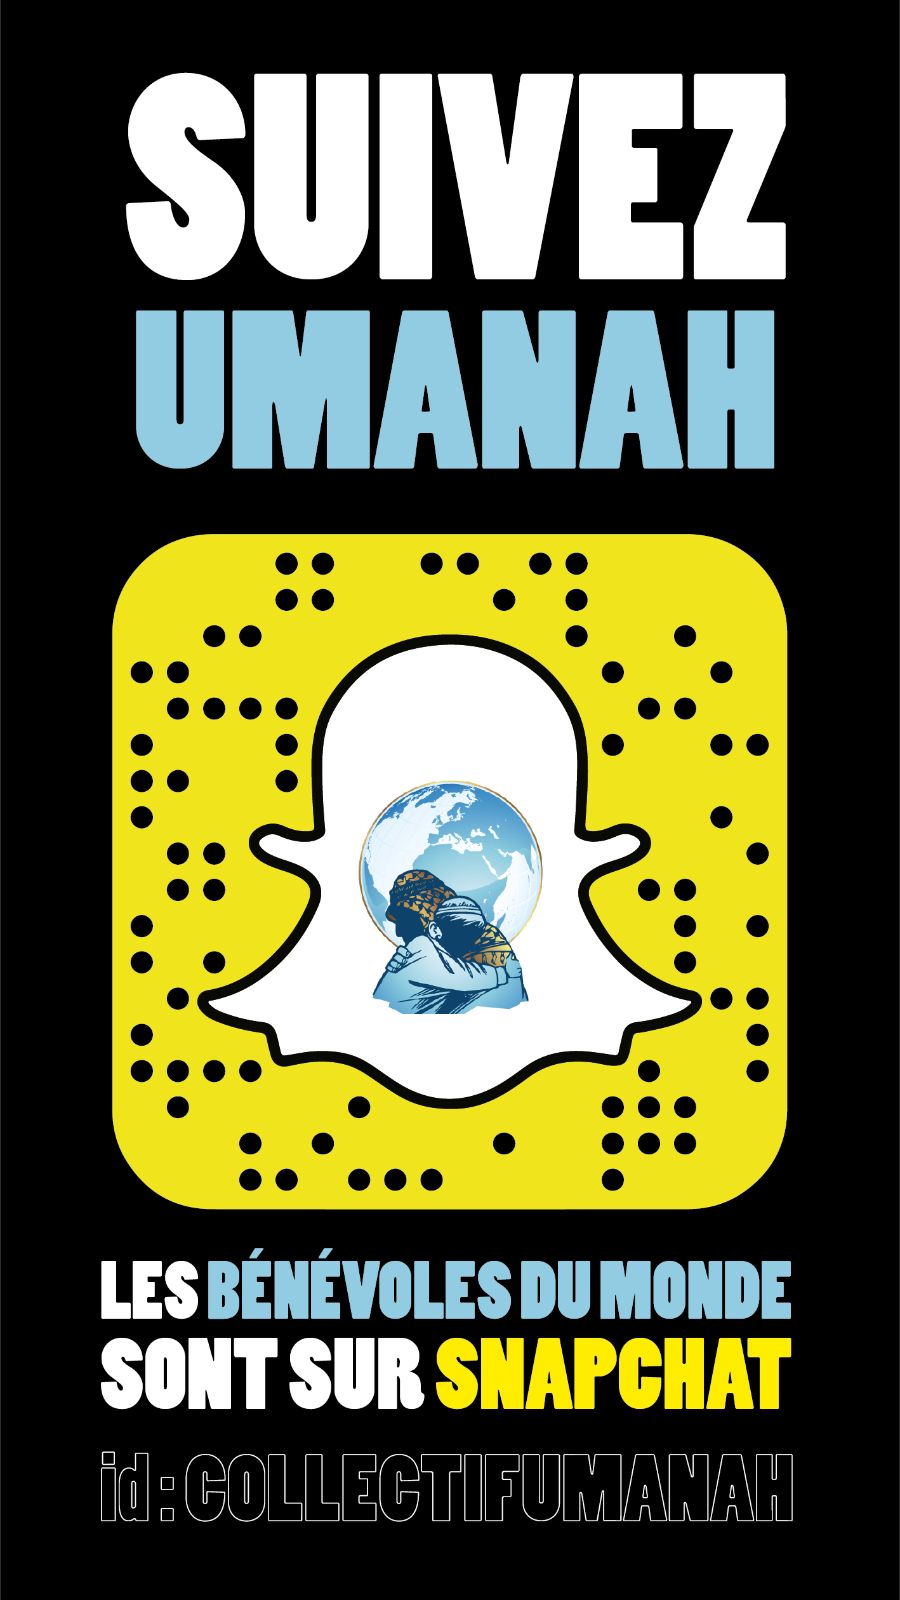 SUIVEZ
UMANAH
LES BÉNÉVOLES DU MONDE
SONT SUR SNAPCHAT
id : COLLECTIFUMANAH